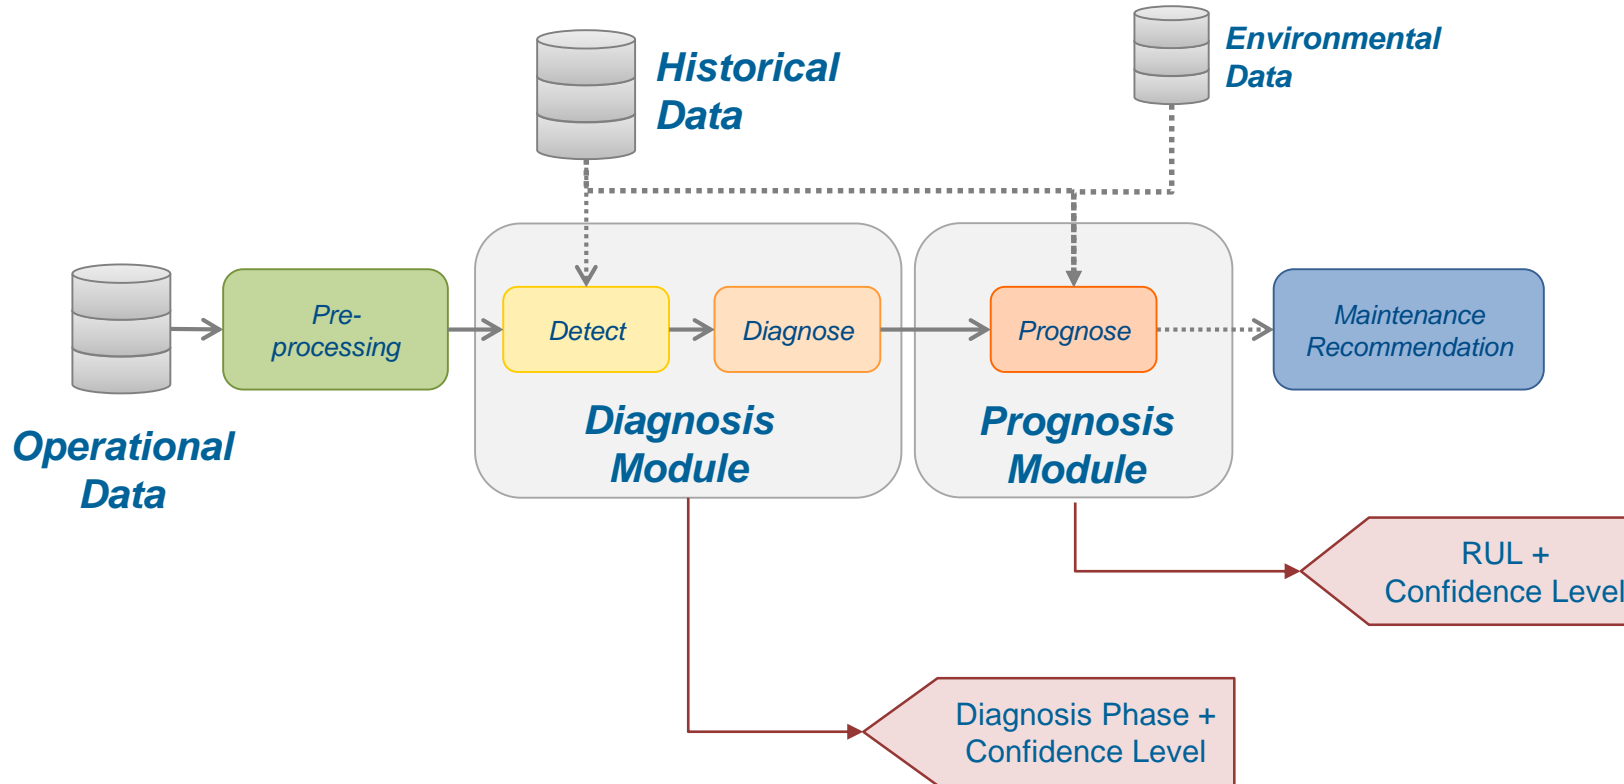 Historical
Data
Environmental
Data
Operational
Data
Pre-
processing
Detect
Diagnose
Diagnosis
Module
Prognose
Prognosis
Module
Maintenance
Recommendation
RUL +
Confidence Level
Diagnosis Phase +
Confidence Level